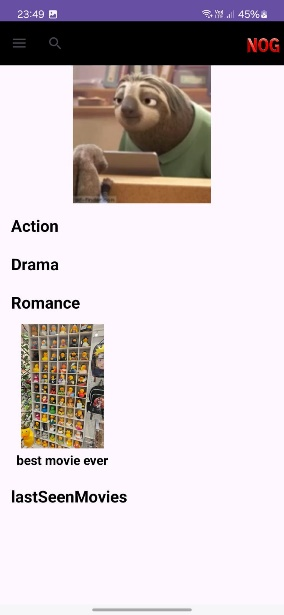 23:49
45%
NOG
Action
Drama
Romance
best movie ever
lastSeenMovies